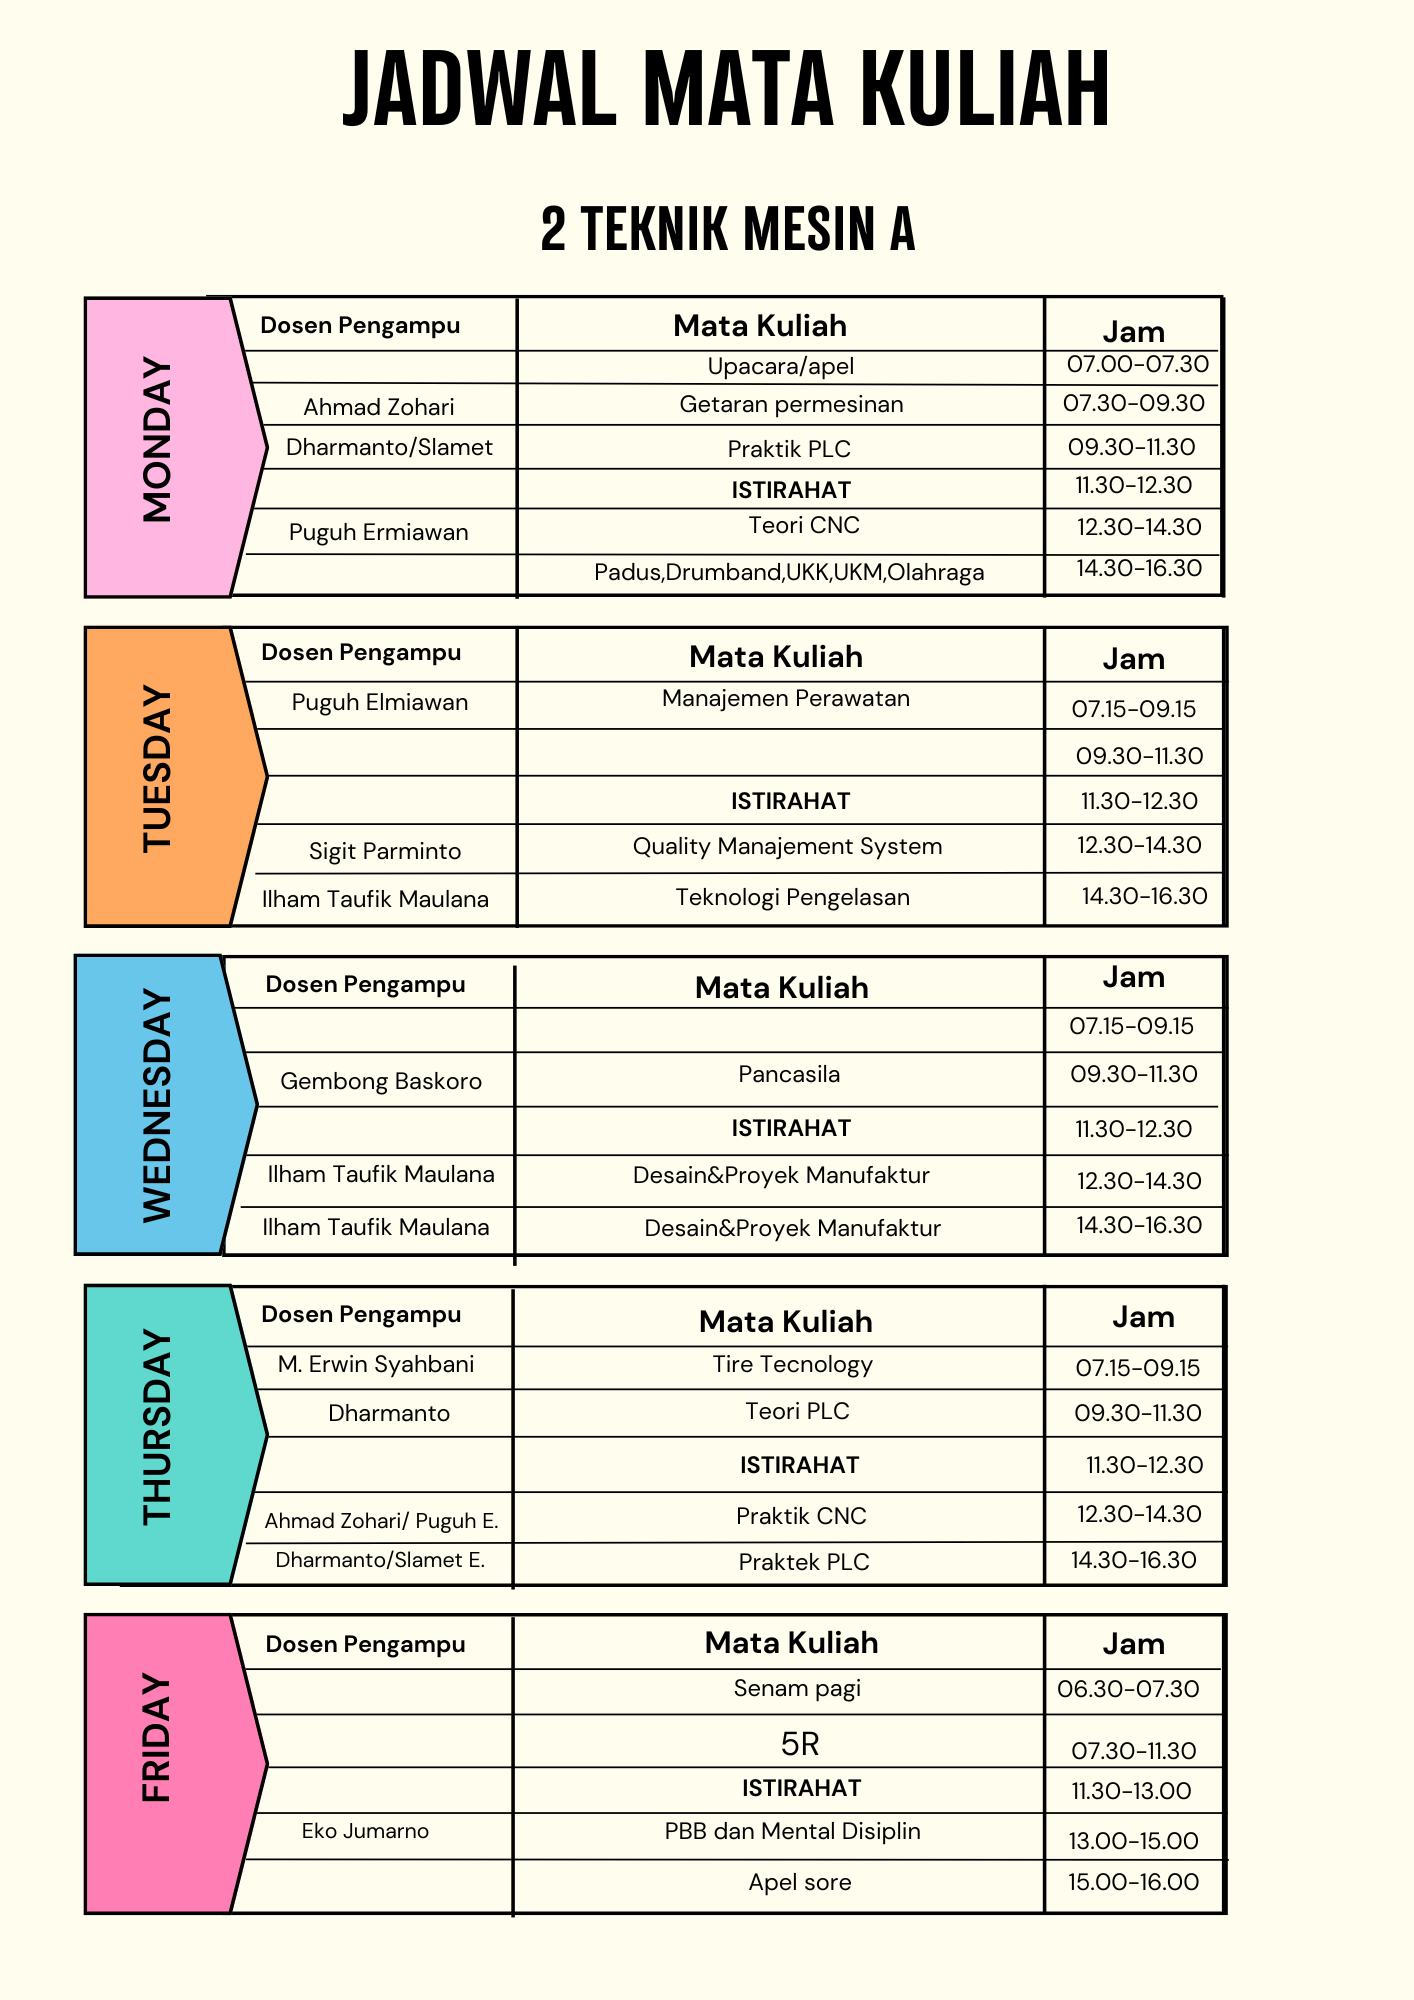 JADWAL MATA KULIAH
2 TEKNIK MESIN A
MONDAY
Dosen Pengampu Mata Kuliah Jam
Upacara/apel 07.00-07.30
Ahmad Zohari Getaran permesinan 07.30-09.30
Dharmanto/Slamet Praktik PLC 09.30-11.30
ISTIRAHAT 11.30-12.30
Puguh Ermiawan Teori CNC 12.30-14.30
Padus,Drumband,UKK,UKM,Olahraga 14.30-16.30
TUESDAY
Dosen Pengampu Mata Kuliah Jam
Puguh Elmiawan Manajemen Perawatan 07.15-09.15
09.30-11.30
ISTIRAHAT 11.30-12.30
Sigit Parminto Quality Manajement System 12.30-14.30
Ilham Taufik Maulana Teknologi Pengelasan 14.30-16.30
WEDNESDAY
Dosen Pengampu Mata Kuliah Jam
07.15-09.15
Gembong Baskoro Pancasila 09.30-11.30
ISTIRAHAT 11.30-12.30
Ilham Taufik Maulana Desain&Proyek Manufaktur 12.30-14.30
Ilham Taufik Maulana Desain&Proyek Manufaktur 14.30-16.30
THURSDAY
Dosen Pengampu Mata Kuliah Jam
M. Erwin Syahbani Tire Tecnology 07.15-09.15
Dharmanto Teori PLC 09.30-11.30
ISTIRAHAT 11.30-12.30
Ahmad Zohari/ Puguh E. Praktik CNC 12.30-14.30
Dharmanto/Slamet E. Praktek PLC 14.30-16.30
FRIDAY
Dosen Pengampu Mata Kuliah Jam
Senam pagi 06.30-07.30
5R 07.30-11.30
ISTIRAHAT 11.30-13.00
Eko Jumarno PBB dan Mental Disiplin 13.00-15.00
Apel sore 15.00-16.00